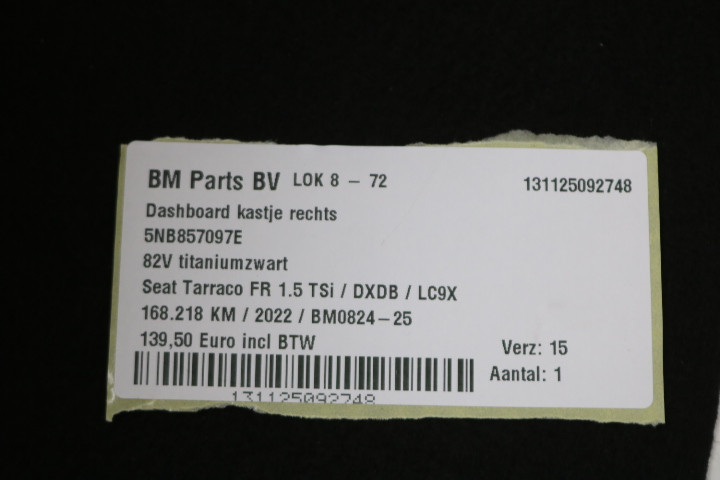 BM Parts BV LOK 8 – 72 131125092748
Dashboard kastje rechts
5NB857097E
82V titaniumzwart
Seat Tarraco FR 1.5 TSi / DXDB / LC9X
168.218 KM / 2022 / BM0824–25
139,50 Euro incl BTW
Verz: 15
Aantal: 1
131125092748